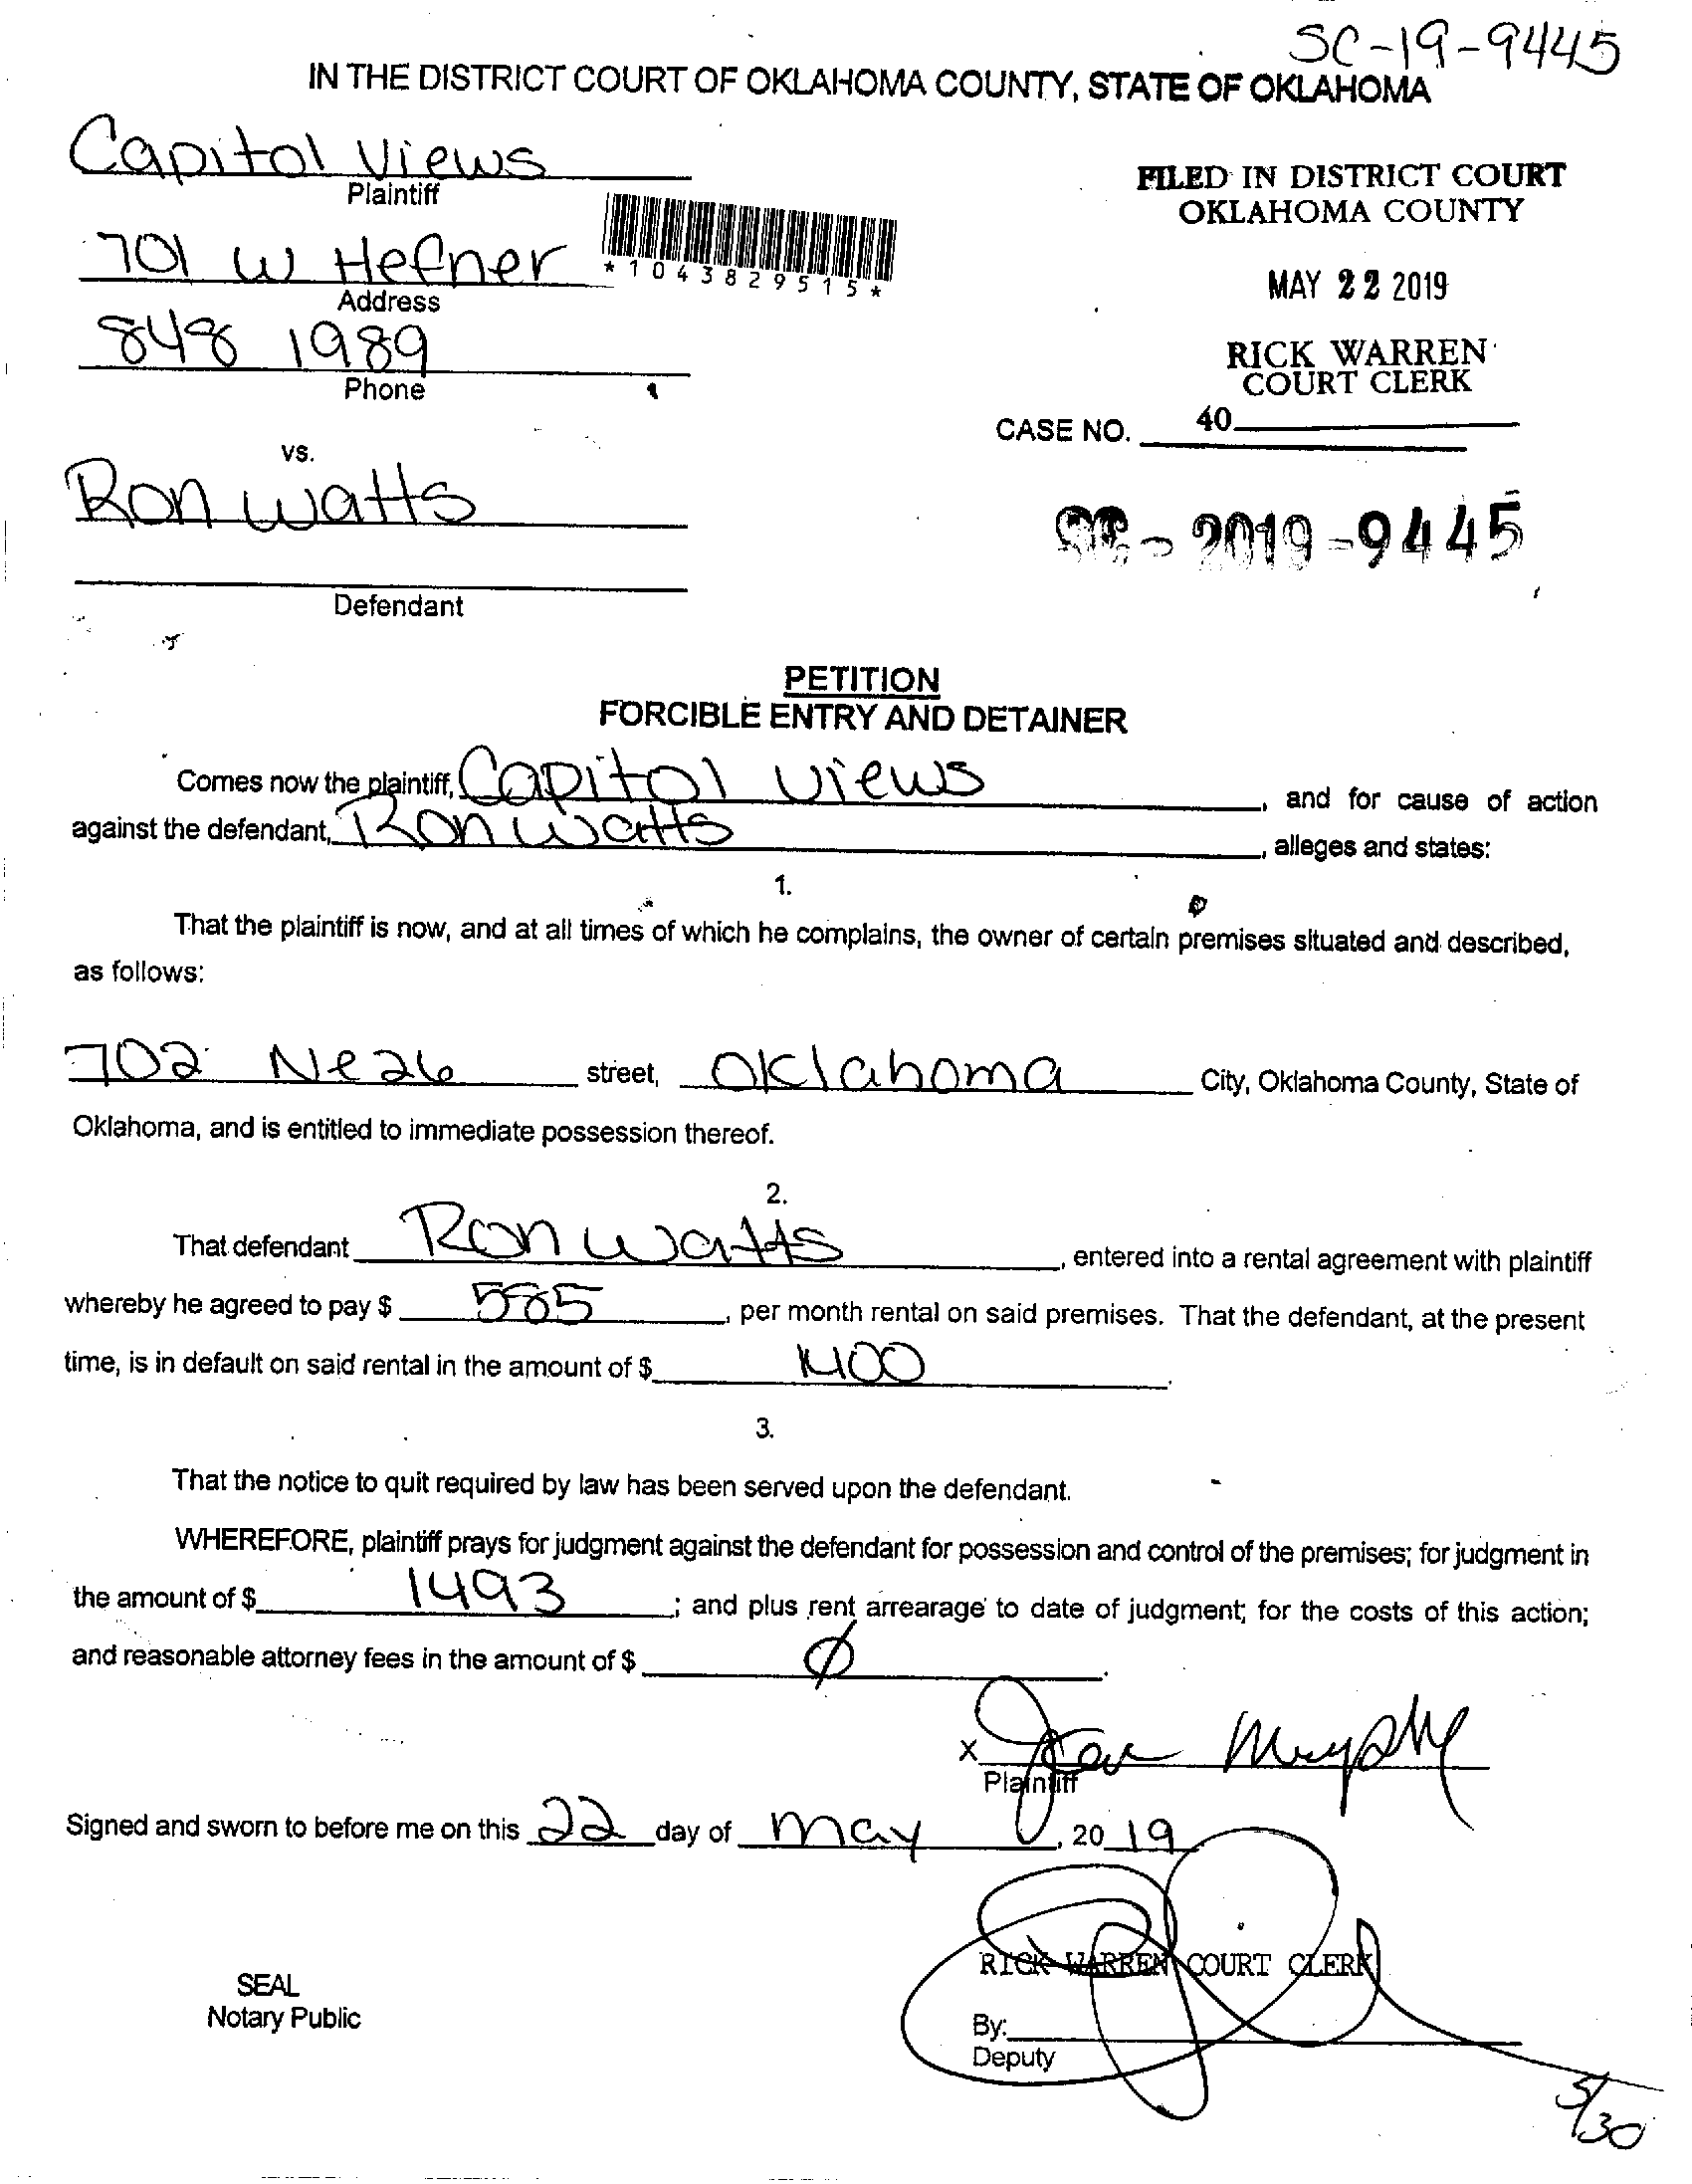 SC-19-9445
IN THE DISTRICT COURT OF OKLAHOMA COUNTY, STATE OF OKLAHOMA
Capitol Views
Plaintiff
FILED IN DISTRICT COURT
OKLAHOMA COUNTY
701 W Hefner
*1043829515*
Address
MAY 22 2019
848 1989
Phone
RICK WARREN
COURT CLERK
CASE NO. 40
vs.
Ron Watts
SC - 2019 - 9445
Defendant
PETITION
FORCIBLE ENTRY AND DETAINER
Comes now the plaintiff, Capitol Views, and for cause of action
against the defendant, Ron Watts, alleges and states:
1.
That the plaintiff is now, and at all times of which he complains, the owner of certain premises situated and described,
as follows:
702 Ne 26 street, Oklahoma City, Oklahoma County, State of
Oklahoma, and is entitled to immediate possession thereof.
2.
That defendant Ron Watts, entered into a rental agreement with plaintiff
whereby he agreed to pay $ 585, per month rental on said premises. That the defendant, at the present
time, is in default on said rental in the amount of $ 1400.
3.
That the notice to quit required by law has been served upon the defendant.
WHEREFORE, plaintiff prays for judgment against the defendant for possession and control of the premises; for judgment in
the amount of $ 1493; and plus rent arrearage to date of judgment; for the costs of this action;
and reasonable attorney fees in the amount of $ Ø.
X Murphy
Plaintiff
Signed and sworn to before me on this 22 day of May, 20 19
RICK WARREN COURT CLERK
SEAL
Notary Public
By:
Deputy
5/30